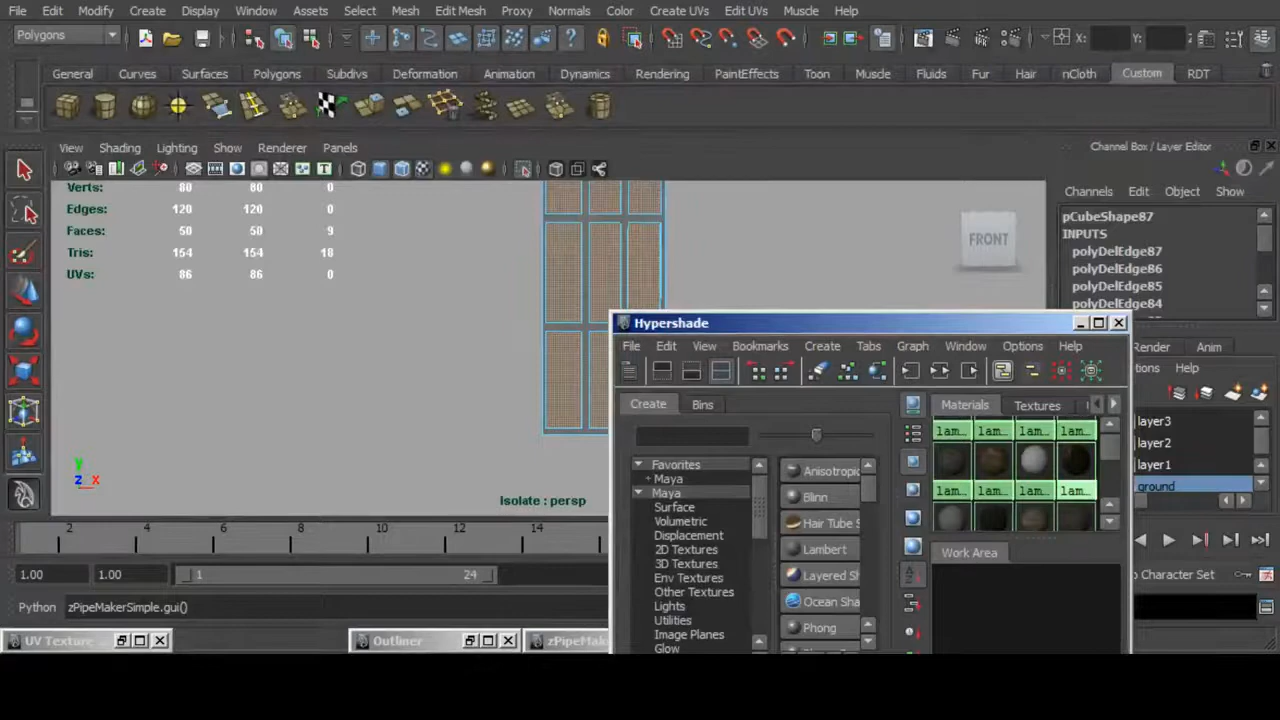 File Edit Modify Create Display Window Assets Select Mesh Edit Mesh Proxy Normals Color Create UVs Edit UVs Muscle Help
Polygons X: Y:
General Curves Surfaces Polygons Subdivs Deformation Animation Dynamics Rendering PaintEffects Toon Muscle Fluids Fur Hair nCloth Custom RDT
View Shading Lighting Show Renderer Panels
Channel Box / Layer Editor
Verts: 80 80 0
Edges: 120 120 0
Faces: 50 50 9
Tris: 154 154 18
UVs: 86 86 0
FRONT
Channels Edit Object Show
pCubeShape87
INPUTS
polyDelEdge87
polyDelEdge86
polyDelEdge85
polyDelEdge84
Hypershade
File Edit View Bookmarks Create Tabs Graph Window Options Help
Create Bins
Materials Textures
lam... lam... lam... lam...
lam... lam... lam... lam...
Favorites
+ Maya
Maya
Surface
Volumetric
Displacement
2D Textures
3D Textures
Env Textures
Other Textures
Lights
Utilities
Image Planes
Glow
Anisotropic
Blinn
Hair Tube S
Lambert
Layered Sh
Ocean Sha
Phong
Work Area
Render Anim
tions Help
layer3
layer2
layer1
ground
y
z x
Isolate : persp
2 4 6 8 10 12 14
1.00 1.00 1 24
o Character Set
Python zPipeMakerSimple.gui()
UV Texture Outliner zPipeMak